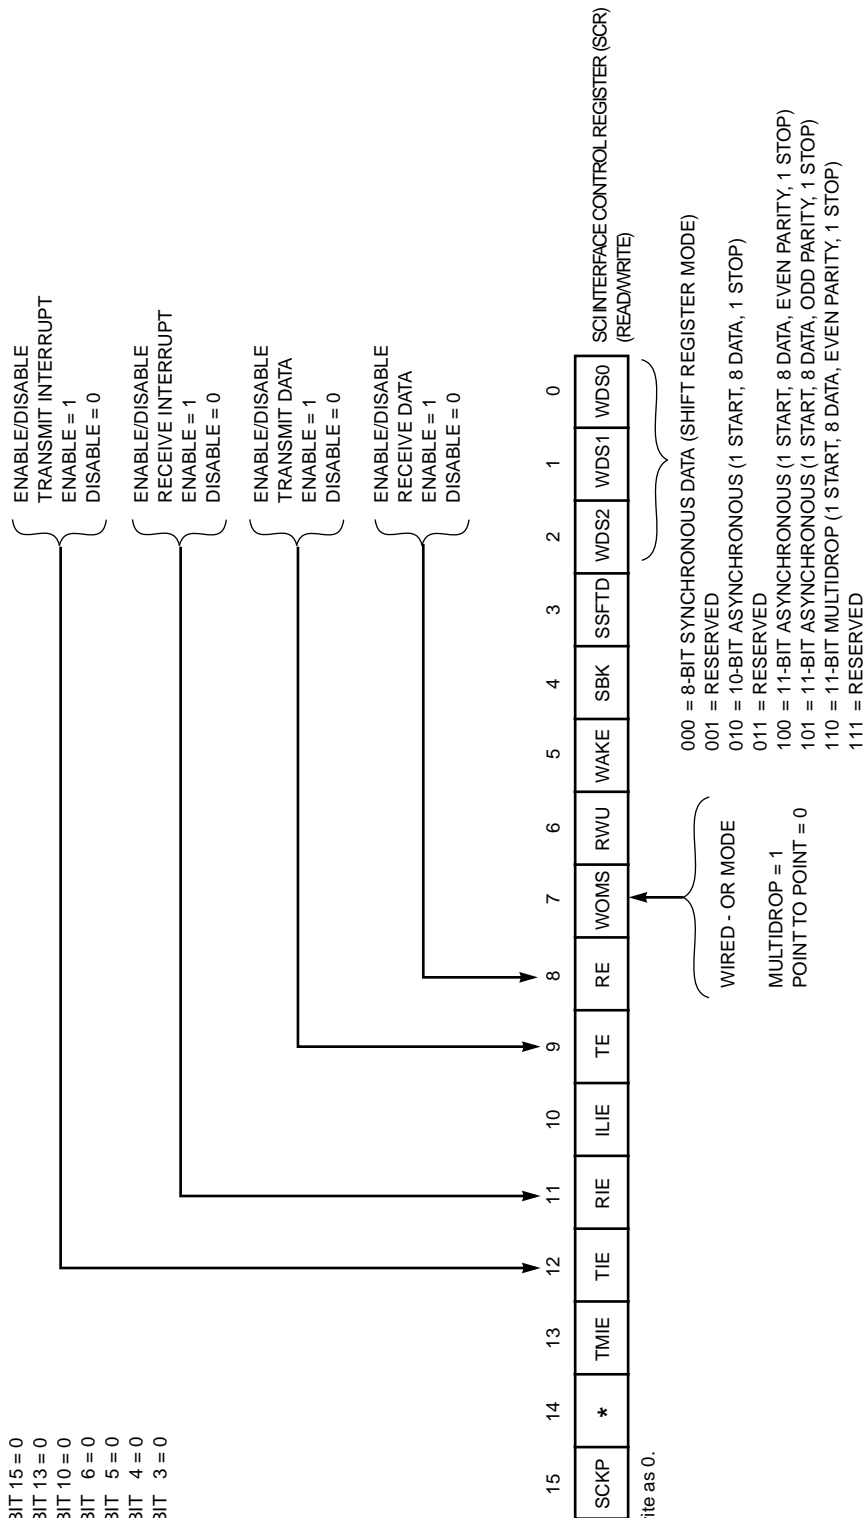 BIT 15 = 0
BIT 13 = 0
BIT 10 = 0
BIT 6 = 0
BIT 5 = 0
BIT 4 = 0
BIT 3 = 0
ENABLE/DISABLE
TRANSMIT INTERRUPT
ENABLE = 1
DISABLE = 0
ENABLE/DISABLE
RECEIVE INTERRUPT
ENABLE = 1
DISABLE = 0
ENABLE/DISABLE
TRANSMIT DATA
ENABLE = 1
DISABLE = 0
ENABLE/DISABLE
RECEIVE DATA
ENABLE = 1
DISABLE = 0
15 14 13 12 11 10 9 8 7 6 5 4 3 2 1 0
SCKP * TMIE TIE RIE ILIE TE RE WOMS RWU WAKE SBK SSFTD WDS2 WDS1 WDS0
SCI INTERFACE CONTROL REGISTER (SCR)
(READ/WRITE)
as 0.
WIRED - OR MODE
MULTIDROP = 1
POINT TO POINT = 0
000 = 8-BIT SYNCHRONOUS DATA (SHIFT REGISTER MODE)
001 = RESERVED
010 = 10-BIT ASYNCHRONOUS (1 START, 8 DATA, 1 STOP)
011 = RESERVED
100 = 11-BIT ASYNCHRONOUS (1 START, 8 DATA, EVEN PARITY, 1 STOP)
101 = 11-BIT ASYNCHRONOUS (1 START, 8 DATA, ODD PARITY, 1 STOP)
110 = 11-BIT MULTIDROP (1 START, 8 DATA, EVEN PARITY, 1 STOP)
111 = RESERVED